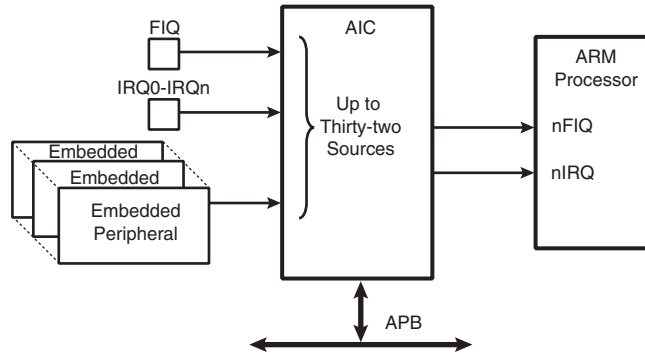 FIQ
IRQ0-IRQn
Embedded
Embedded
Embedded
Peripheral
AIC
Up to
Thirty-two
Sources
ARM
Processor
nFIQ
nIRQ
APB